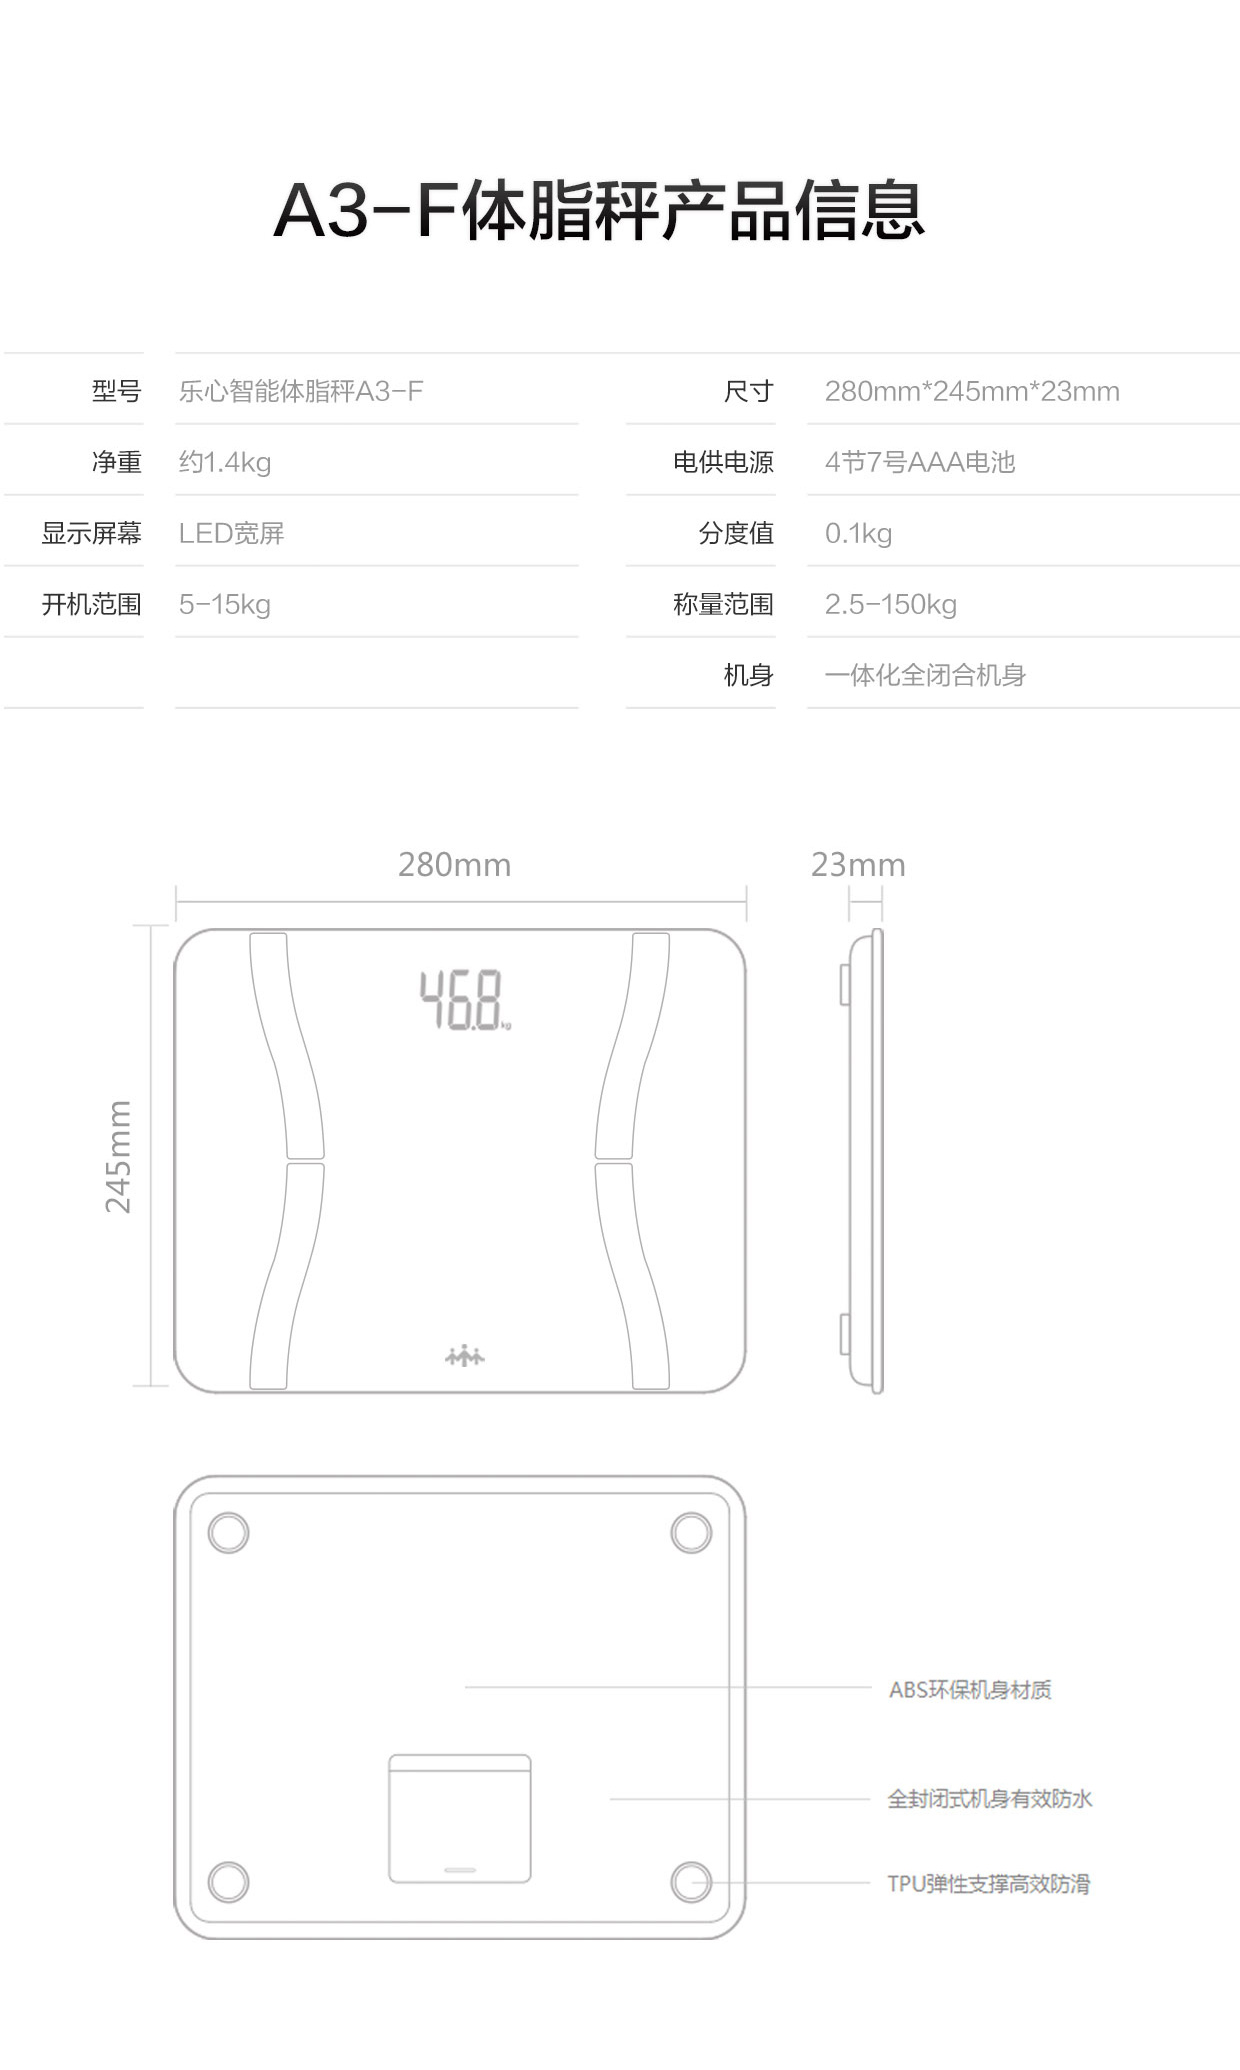 A3-F体脂秤产品信息
型号 乐心智能体脂秤A3-F 尺寸 280mm*245mm*23mm
净重 约1.4kg 电供电源 4节7号AAA电池
显示屏幕 LED宽屏 分度值 0.1kg
开机范围 5-15kg 称量范围 2.5-150kg
机身 一体化全闭合机身
280mm 23mm
46.8kg
245mm
ABS环保机身材质
全封闭式机身有效防水
TPU弹性支撑高效防滑